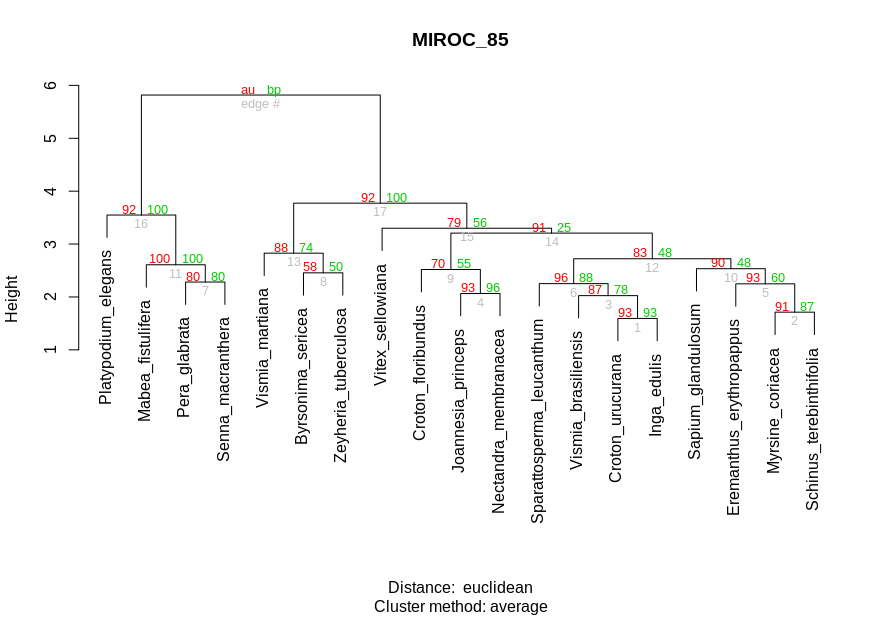 MIROC_85
Height
6
5
4
3
2
1
au bp
edge #
92 100
16
92 100
17
100 100
11
80 80
7
88 74
13
58 50
8
79 56
15
91 25
14
70 55
9
93 96
4
83 48
12
96 88
6
87 78
3
93 93
1
90 48
10
93 60
5
91 87
2
Platypodium_elegans
Mabea_fistulifera
Pera_glabrata
Senna_macranthera
Vismia_martiana
Byrsonima_sericea
Zeyheria_tuberculosa
Vitex_sellowiana
Croton_floribundus
Joannesia_princeps
Nectandra_membranacea
Sparattosperma_leucanthum
Vismia_brasiliensis
Croton_urucurana
Inga_edulis
Sapium_glandulosum
Eremanthus_erythropappus
Myrsine_coriacea
Schinus_terebinthifolia
Distance: euclidean
Cluster method: average